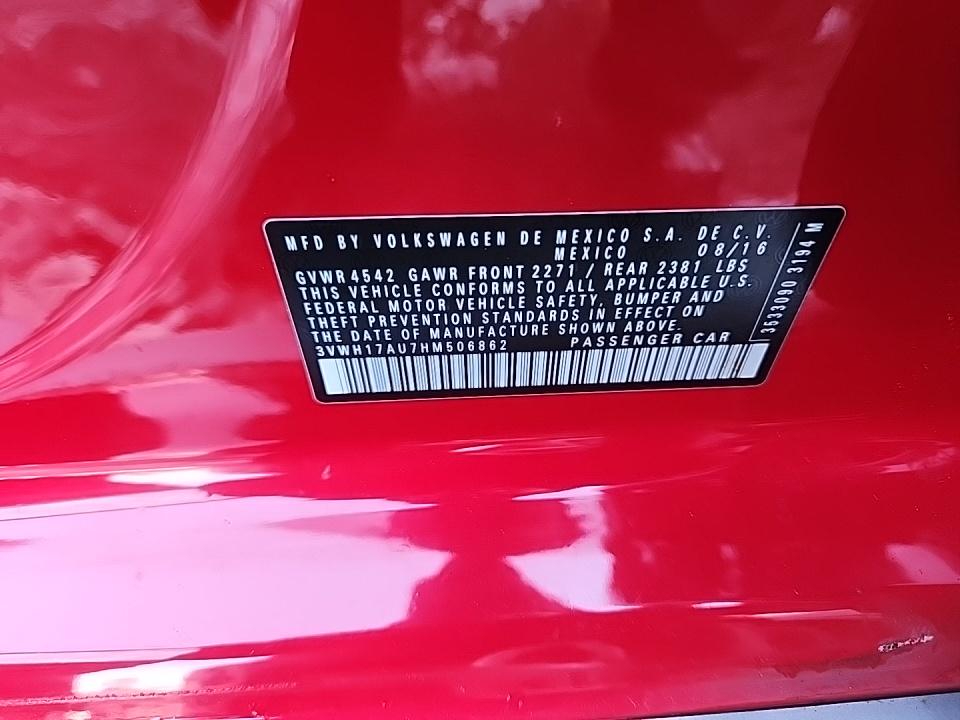 MFD BY VOLKSWAGEN DE MEXICO S.A. DE C.V.
MEXICO 08/16
GVWR 4542 GAWR FRONT 2271 / REAR 2381 LBS
THIS VEHICLE CONFORMS TO ALL APPLICABLE U.S.
FEDERAL MOTOR VEHICLE SAFETY, BUMPER AND
THEFT PREVENTION STANDARDS IN EFFECT ON
THE DATE OF MANUFACTURE SHOWN ABOVE.
3VWH17AU7HM506862 PASSENGER CAR
3533090 3194 M